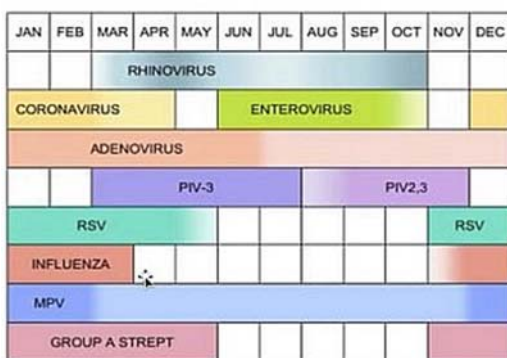 JAN FEB MAR APR MAY JUN JUL AUG SEP OCT NOV DEC
RHINOVIRUS
CORONAVIRUS ENTEROVIRUS
ADENOVIRUS
PIV-3 PIV2,3
RSV RSV
INFLUENZA
MPV
GROUP A STREPT